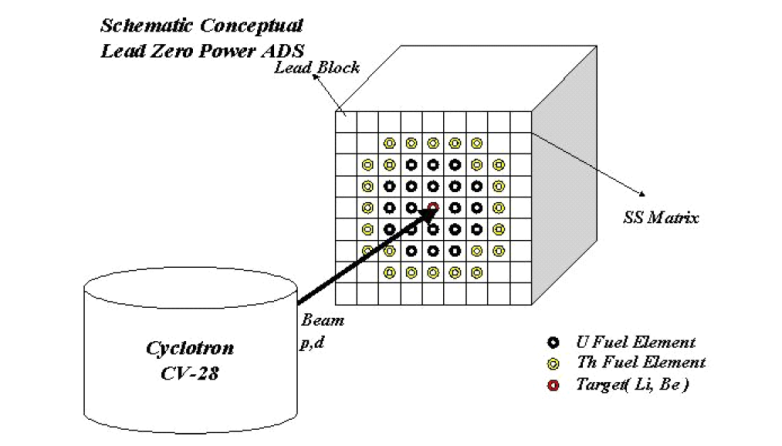 Schematic Conceptual
Lead Zero Power ADS
Lead Block
SS Matrix
Beam
p,d
Cyclotron
CV-28
U Fuel Element
Th Fuel Element
Target( Li, Be )